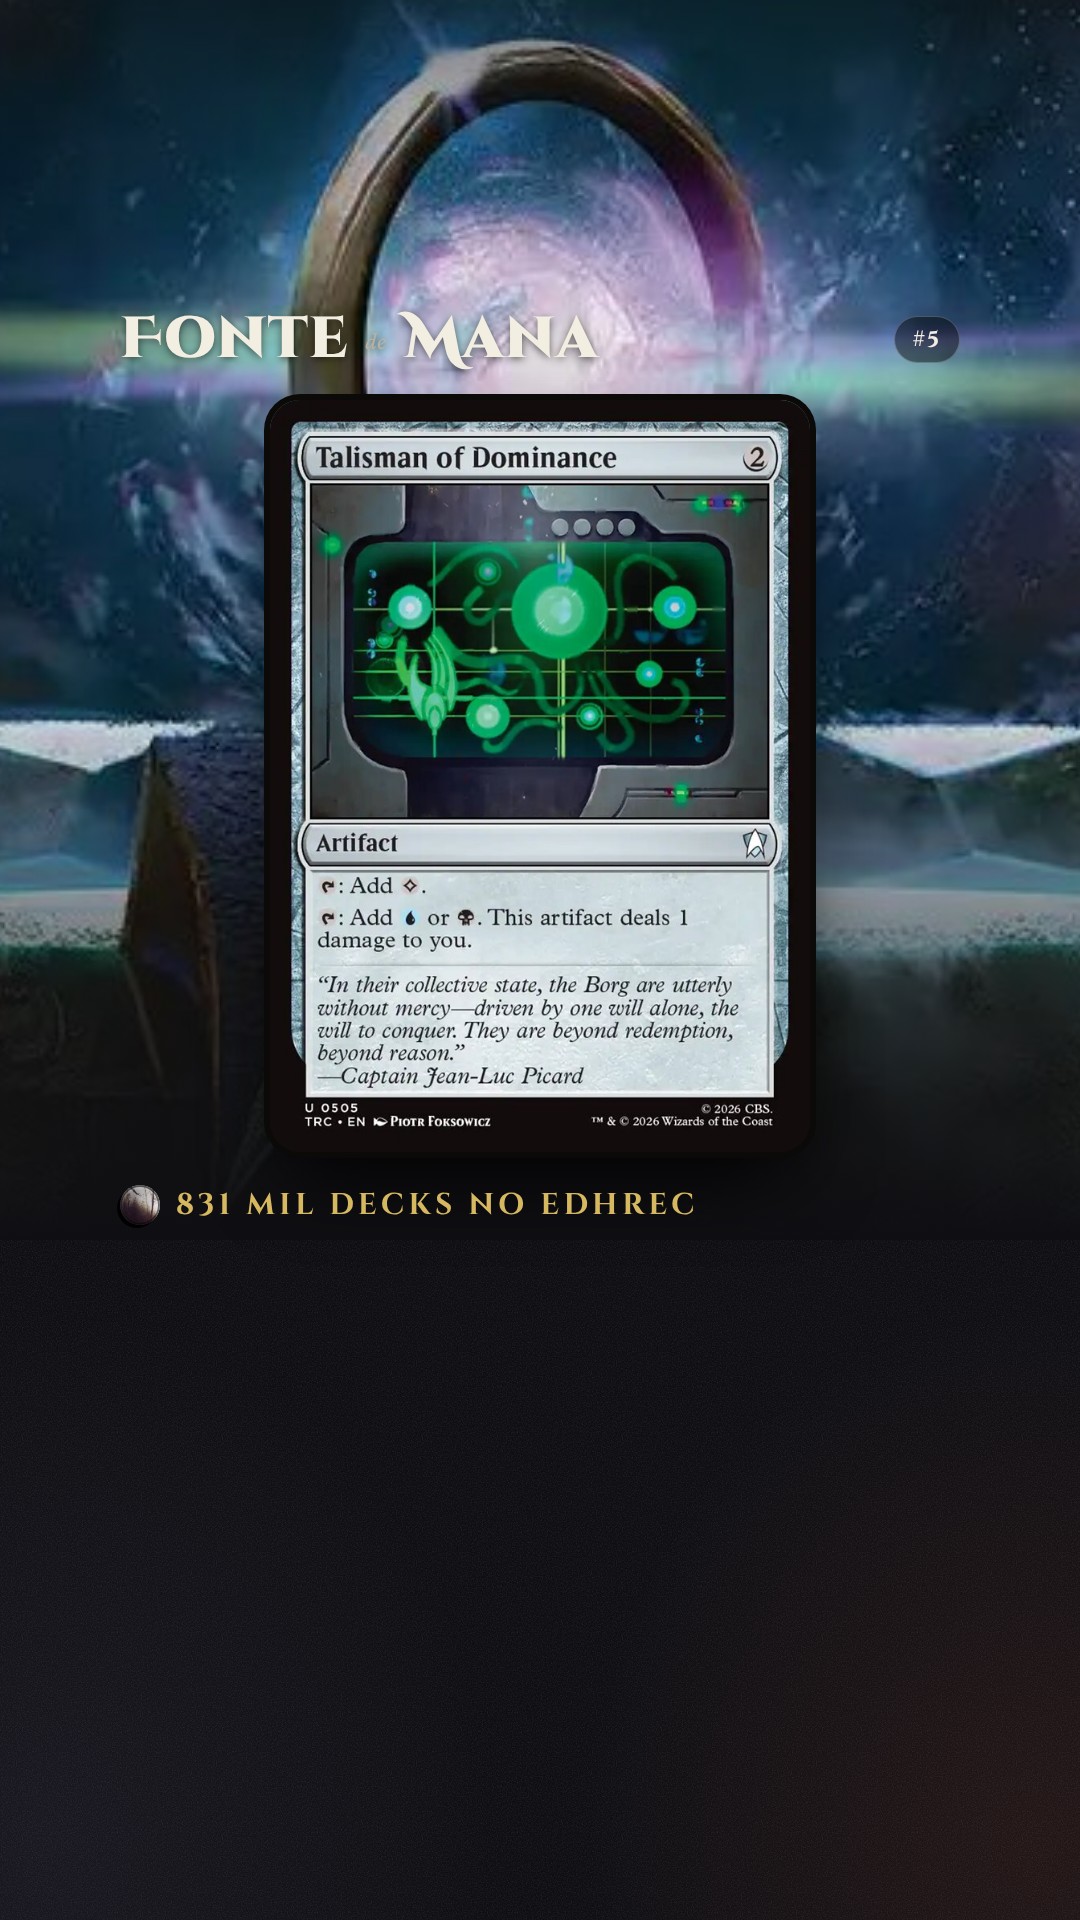 Fonte de Mana
#5
Talisman of Dominance 2
Artifact
: Add .
: Add or . This artifact deals 1
damage to you.
“In their collective state, the Borg are utterly
without mercy—driven by one will alone, the
will to conquer. They are beyond redemption,
beyond reason.”
—Captain Jean-Luc Picard
U 0505
TRC • EN Piotr Foksowicz
© 2026 CBS.
™ & © 2026 Wizards of the Coast
831 MIL DECKS NO EDHREC